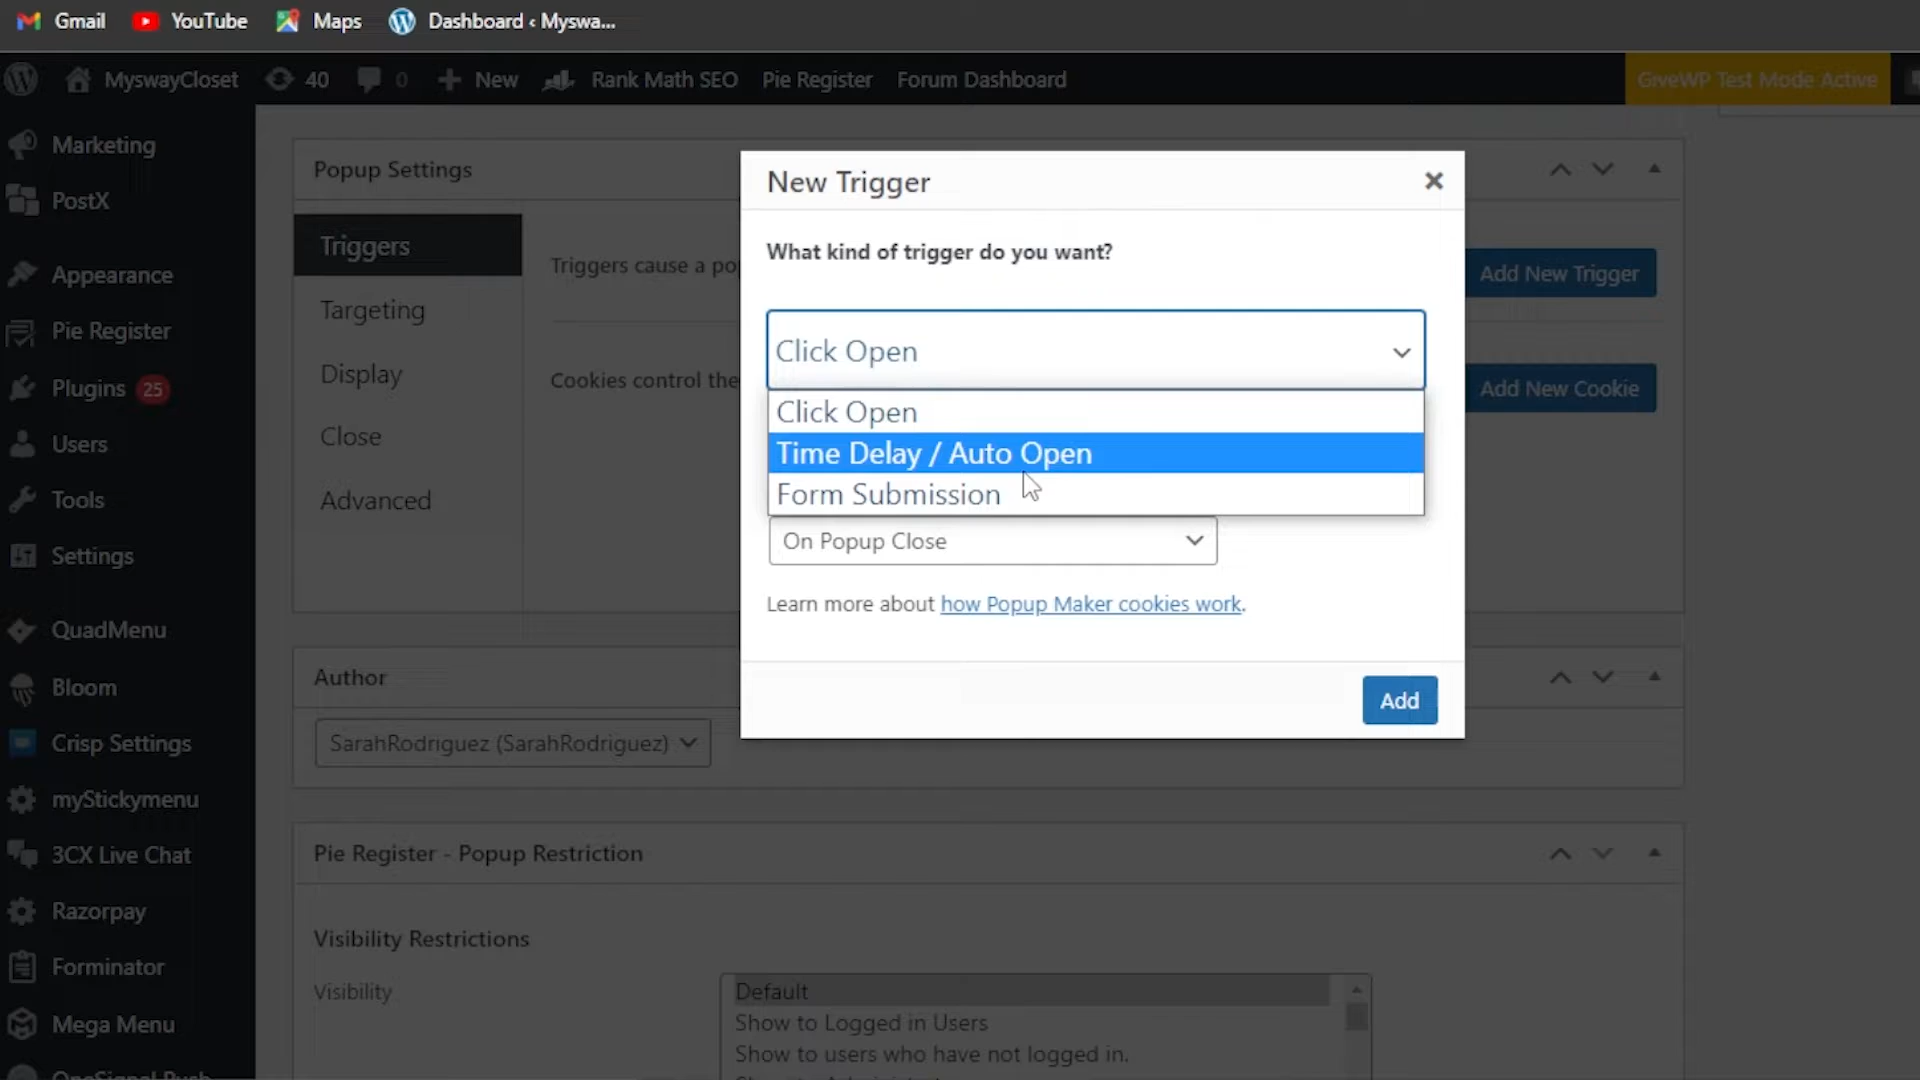 Gmail YouTube Maps Dashboard ‹ Myswa...
MyswayCloset 40 0 New Rank Math SEO Pie Register Forum Dashboard GiveWP Test Mode Active
Marketing
PostX
Appearance
Pie Register
Plugins 25
Users
Tools
Settings
QuadMenu
Bloom
Crisp Settings
myStickymenu
3CX Live Chat
Razorpay
Forminator
Mega Menu
OneSignal Push
Popup Settings
Triggers
Targeting
Display
Close
Advanced
Triggers cause a po
Add New Trigger
Cookies control the
Add New Cookie
New Trigger
What kind of trigger do you want?
Click Open
Click Open
Time Delay / Auto Open
Form Submission
On Popup Close
Learn more about how Popup Maker cookies work.
Add
Author
SarahRodriguez (SarahRodriguez)
Pie Register - Popup Restriction
Visibility Restrictions
Visibility
Default
Show to Logged in Users
Show to users who have not logged in.